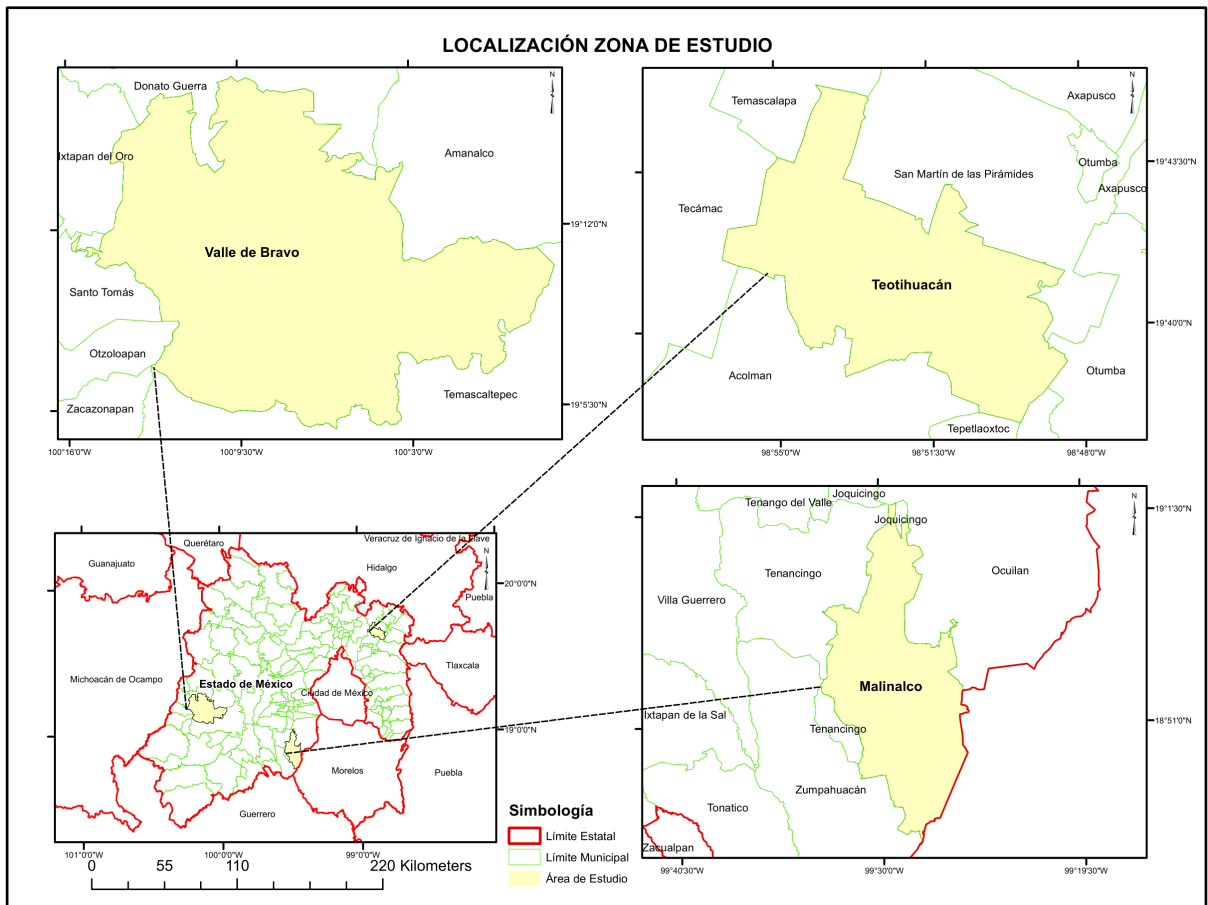 LOCALIZACIÓN ZONA DE ESTUDIO
Donato Guerra
N
Ixtapan del Oro
Amanalco
19°12'0"N
Valle de Bravo
Santo Tomás
Otzoloapan
Zacazonapan
Temascaltepec
19°5'30"N
100°16'0"W
100°9'30"W
100°3'0"W
N
Temascalapa
Axapusco
Otumba
19°43'30"N
San Martín de las Pirámides
Axapusco
Tecámac
Teotihuacán
19°40'0"N
Acolman
Otumba
Tepetlaoxtoc
98°55'0"W
98°51'30"W
98°48'0"W
Querétaro
Veracruz de Ignacio de la Llave
N
Guanajuato
Hidalgo
20°0'0"N
Puebla
Tlaxcala
Michoacán de Ocampo
Estado de México
Ciudad de México
19°0'0"N
Morelos
Puebla
Guerrero
101°0'0"W
100°0'0"W
99°0'0"W
0
55
110
220 Kilometers
Simbología
Límite Estatal
Límite Municipal
Área de Estudio
Joquicingo
Tenango del Valle
N
19°1'30"N
Joquicingo
Tenancingo
Ocuilan
Villa Guerrero
Malinalco
Ixtapan de la Sal
18°51'0"N
Tenancingo
Zumpahuacán
Tonatico
Zacualpan
99°40'30"W
99°30'0"W
99°19'30"W